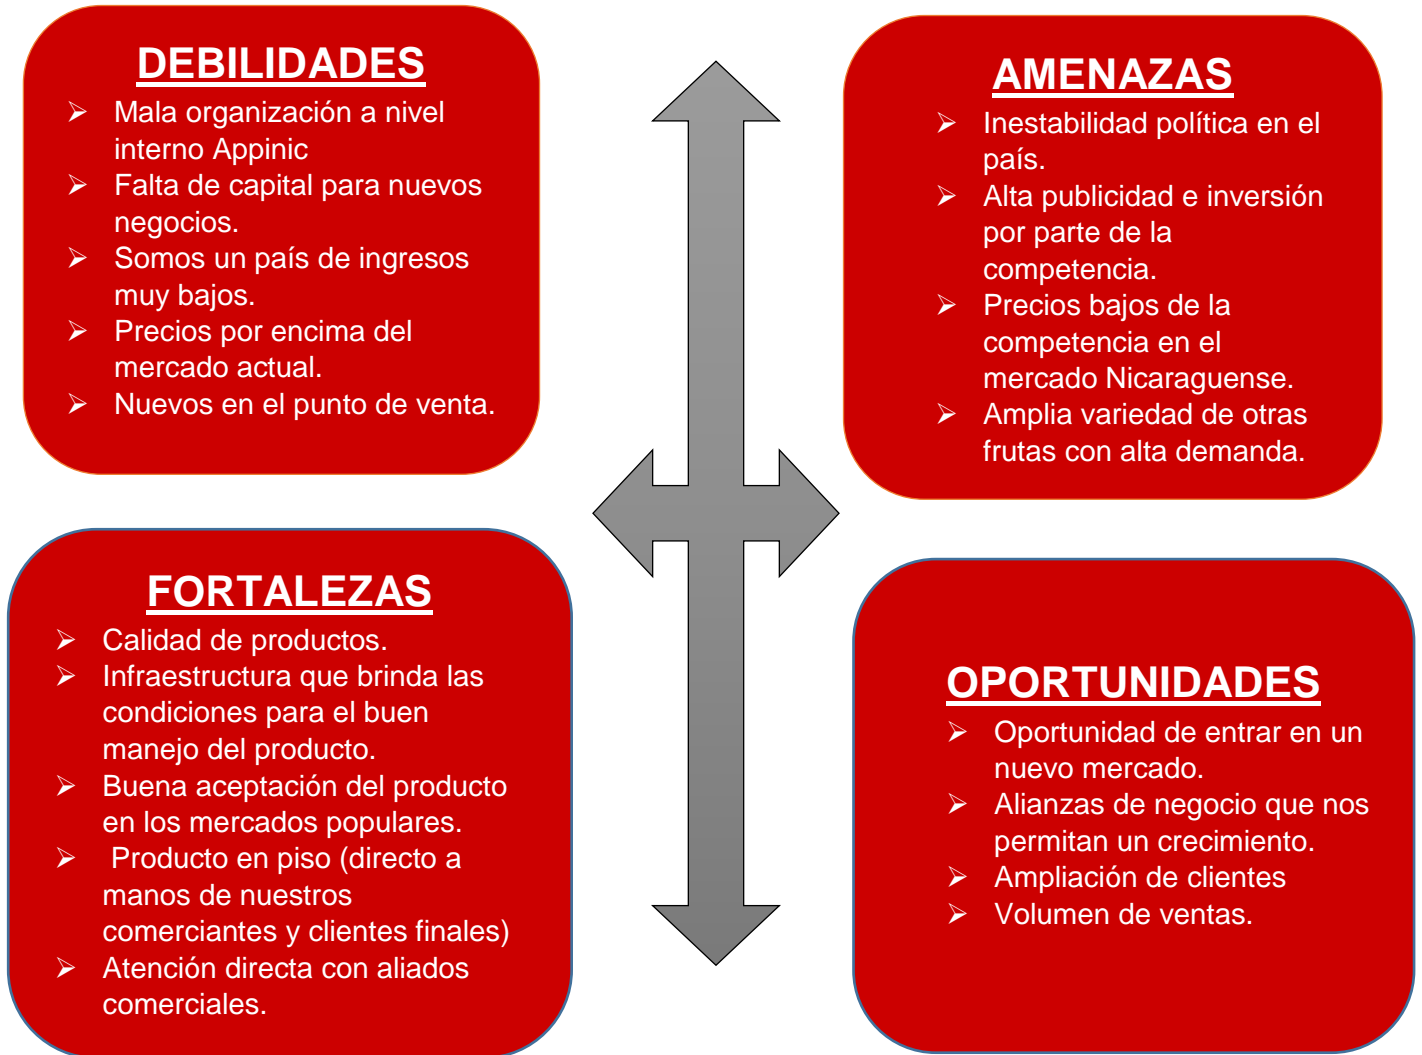 DEBILIDADES
➢ Mala organización a nivel
interno Appinic
➢ Falta de capital para nuevos
negocios.
➢ Somos un país de ingresos
muy bajos.
➢ Precios por encima del
mercado actual.
➢ Nuevos en el punto de venta.
AMENAZAS
➢ Inestabilidad política en el
país.
➢ Alta publicidad e inversión
por parte de la
competencia.
➢ Precios bajos de la
competencia en el
mercado Nicaraguense.
➢ Amplia variedad de otras
frutas con alta demanda.
FORTALEZAS
➢ Calidad de productos.
➢ Infraestructura que brinda las
condiciones para el buen
manejo del producto.
➢ Buena aceptación del producto
en los mercados populares.
➢ Producto en piso (directo a
manos de nuestros
comerciantes y clientes finales)
➢ Atención directa con aliados
comerciales.
OPORTUNIDADES
➢ Oportunidad de entrar en un
nuevo mercado.
➢ Alianzas de negocio que nos
permitan un crecimiento.
➢ Ampliación de clientes
➢ Volumen de ventas.